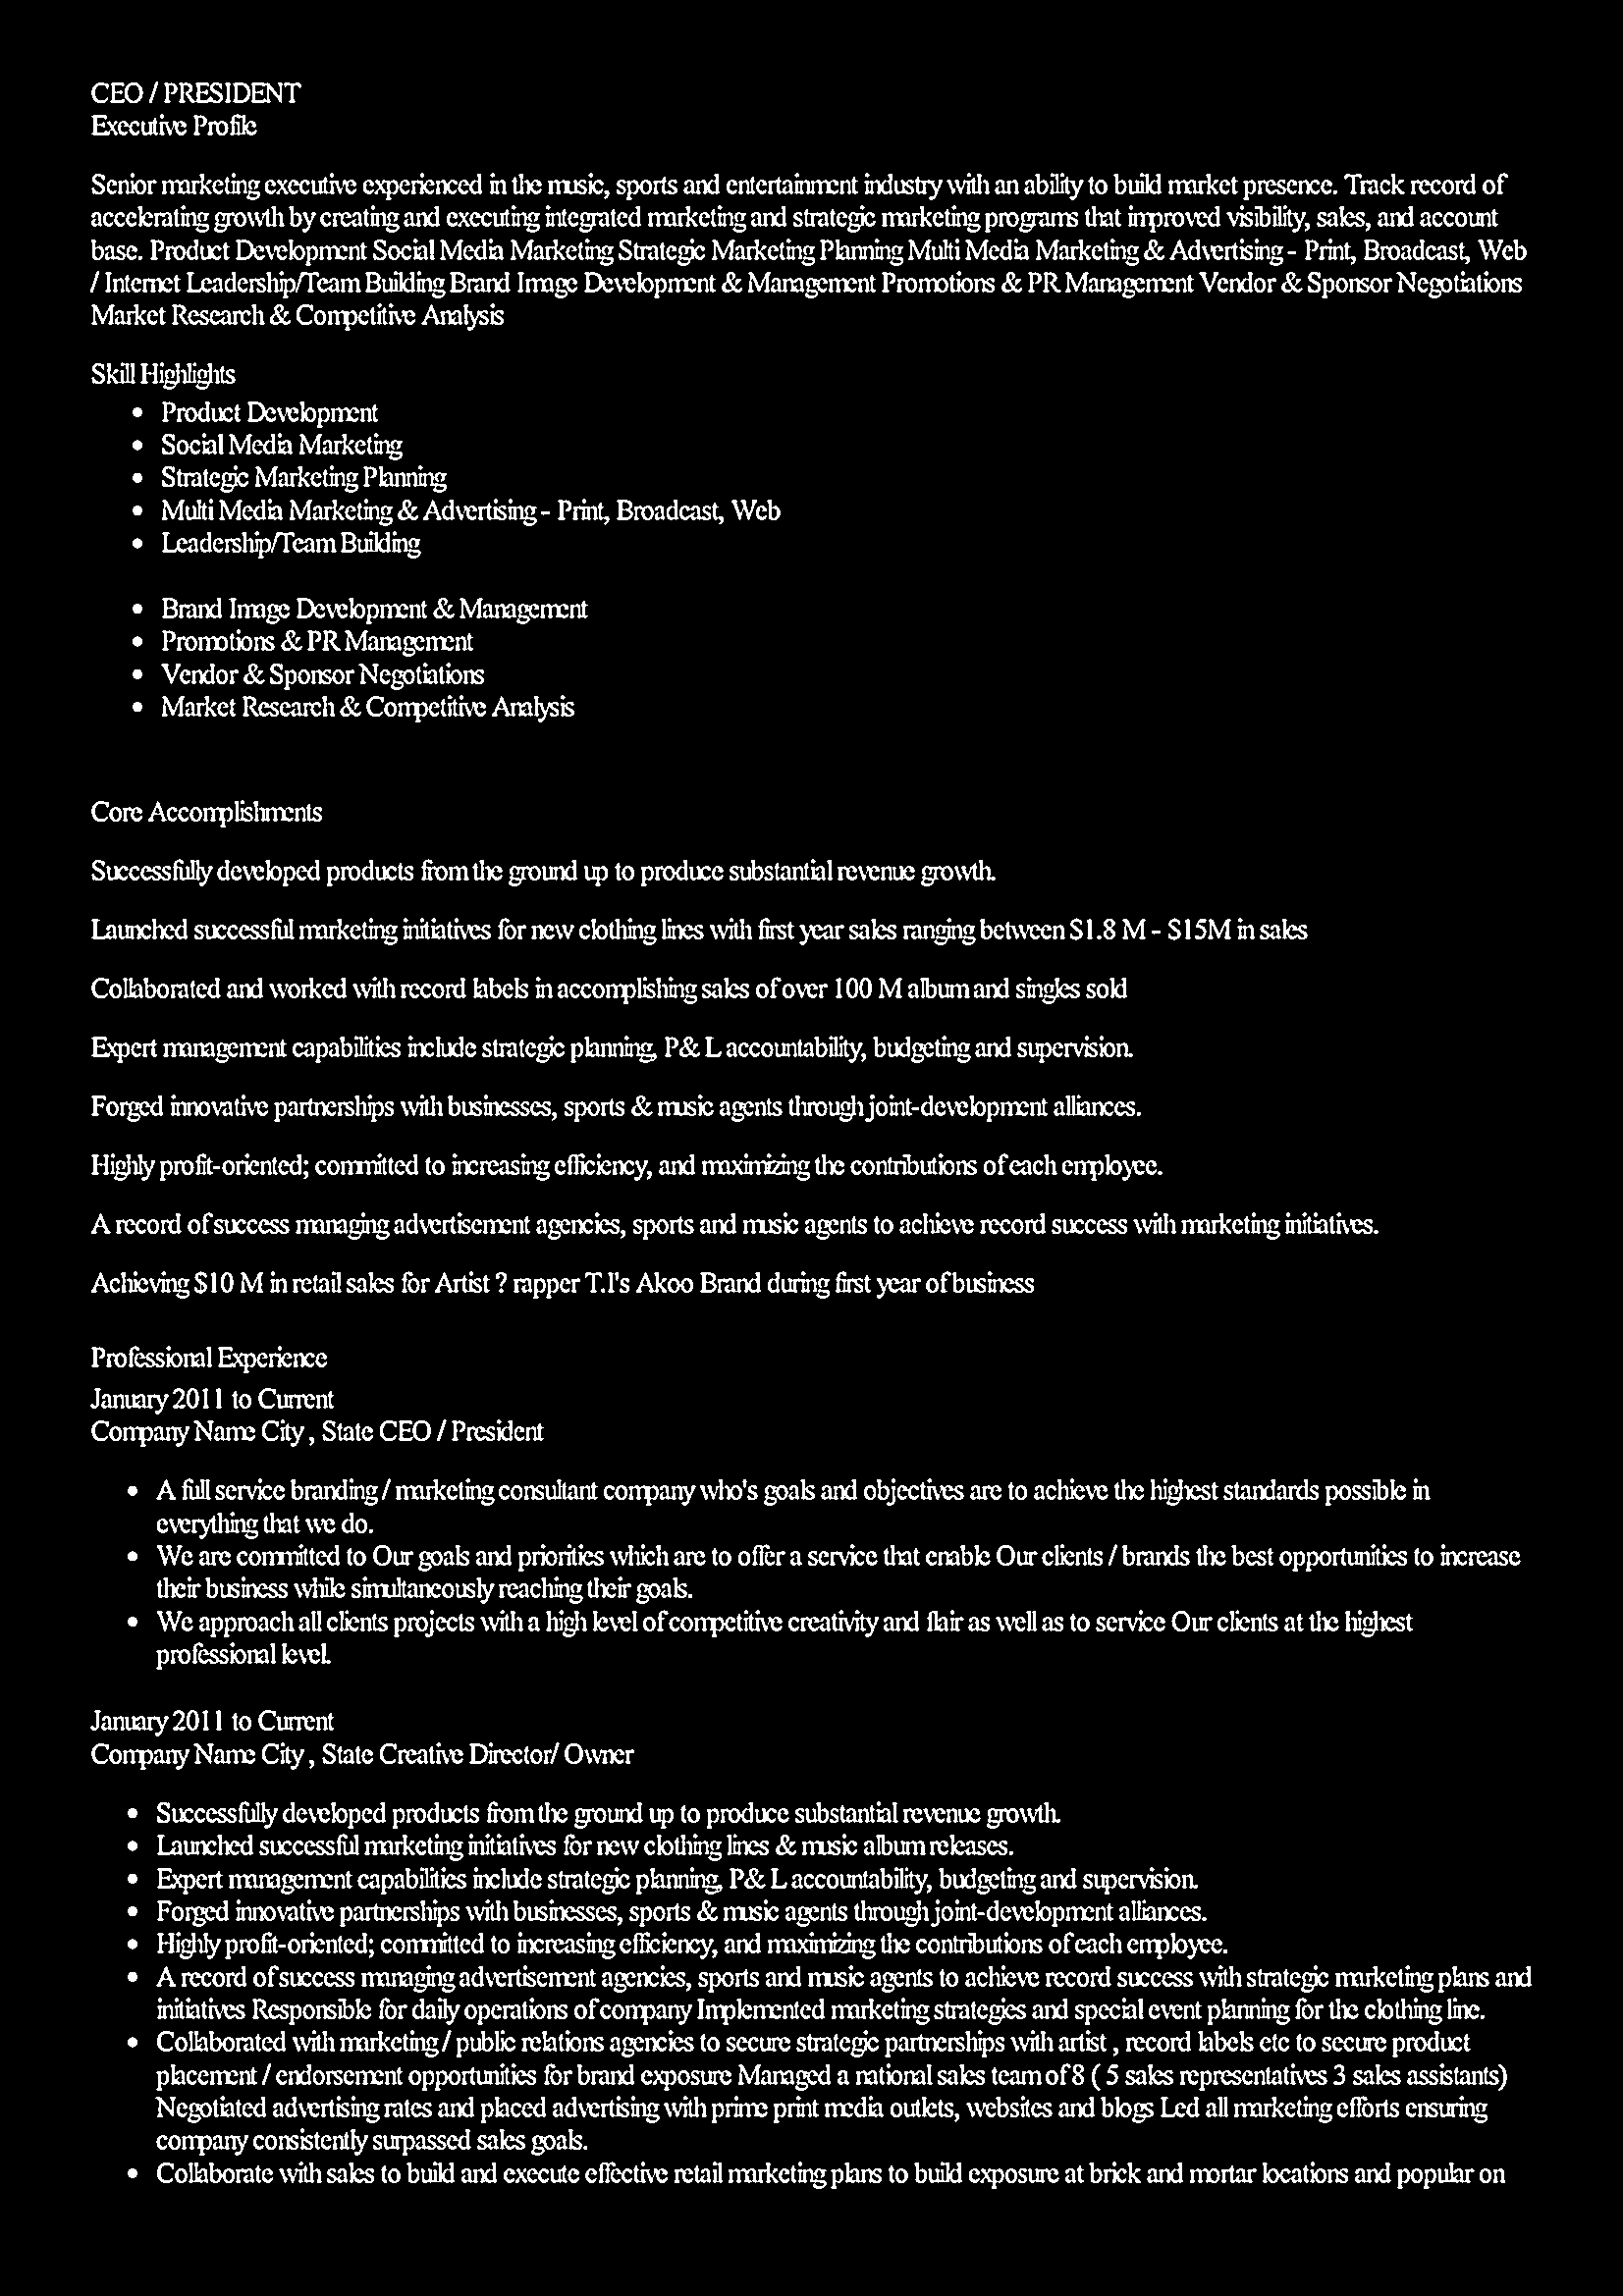 CEO / PRESIDENT
Executive Profile
Senior marketing executive experienced in the music, sports and entertainment industry with an ability to build market presence. Track record of
accelerating growth by creating and executing integrated marketing and strategic marketing programs that improved visibility, sales, and account
base. Product Development Social Media Marketing Strategic Marketing Planning Multi Media Marketing & Advertising - Print, Broadcast, Web
/ Internet Leadership/Team Building Brand Image Development & Management Promotions & PR Management Vendor & Sponsor Negotiations
Market Research & Competitive Analysis
Skill Highlights
• Product Development
• Social Media Marketing
• Strategic Marketing Planning
• Multi Media Marketing & Advertising - Print, Broadcast, Web
• Leadership/Team Building
• Brand Image Development & Management
• Promotions & PR Management
• Vendor & Sponsor Negotiations
• Market Research & Competitive Analysis
Core Accomplishments
Successfully developed products from the ground up to produce substantial revenue growth.
Launched successful marketing initiatives for new clothing lines with first year sales ranging between $1.8 M - $15M in sales
Collaborated and worked with record labels in accomplishing sales of over 100 M album and singles sold
Expert management capabilities include strategic planning, P& L accountability, budgeting and supervision.
Forged innovative partnerships with businesses, sports & music agents through joint-development alliances.
Highly profit-oriented; committed to increasing efficiency, and maximizing the contributions of each employee.
A record of success managing advertisement agencies, sports and music agents to achieve record success with marketing initiatives.
Achieving $10 M in retail sales for Artist ? rapper T.I's Akoo Brand during first year of business
Professional Experience
January 2011 to Current
Company Name City , State CEO / President
• A full service branding / marketing consultant company who's goals and objectives are to achieve the highest standards possible in
everything that we do.
• We are committed to Our goals and priorities which are to offer a service that enable Our clients / brands the best opportunities to increase
their business while simultaneously reaching their goals.
• We approach all clients projects with a high level of competitive creativity and flair as well as to service Our clients at the highest
professional level.
January 2011 to Current
Company Name City , State Creative Director/ Owner
• Successfully developed products from the ground up to produce substantial revenue growth.
• Launched successful marketing initiatives for new clothing lines & music album releases.
• Expert management capabilities include strategic planning, P& L accountability, budgeting and supervision.
• Forged innovative partnerships with businesses, sports & music agents through joint-development alliances.
• Highly profit-oriented; committed to increasing efficiency, and maximizing the contributions of each employee.
• A record of success managing advertisement agencies, sports and music agents to achieve record success with strategic marketing plans and
initiatives Responsible for daily operations of company Implemented marketing strategies and special event planning for the clothing line.
• Collaborated with marketing / public relations agencies to secure strategic partnerships with artist , record labels etc to secure product
placement / endorsement opportunities for brand exposure Managed a national sales team of 8 ( 5 sales representatives 3 sales assistants)
Negotiated advertising rates and placed advertising with prime print media outlets, websites and blogs Led all marketing efforts ensuring
company consistently surpassed sales goals.
• Collaborate with sales to build and execute effective retail marketing plans to build exposure at brick and mortar locations and popular on